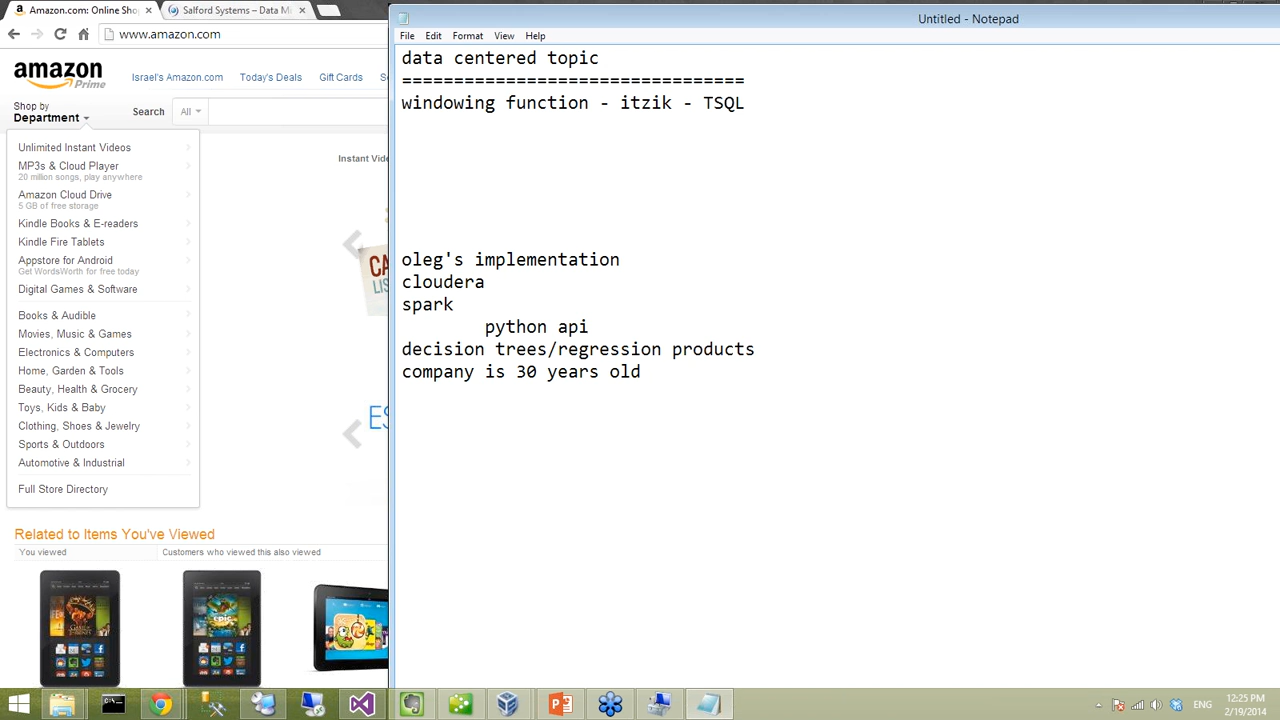 Amazon.com: Online Sho
Salford Systems – Data Mi
www.amazon.com
amazon
Prime
Israel's Amazon.com
Today's Deals
Gift Cards
Shop by
Department
Search
All
Unlimited Instant Videos
MP3s & Cloud Player
20 million songs, play anywhere
Amazon Cloud Drive
5 GB of free storage
Kindle Books & E-readers
Kindle Fire Tablets
Appstore for Android
Get WordsWorth for free today
Digital Games & Software
Books & Audible
Movies, Music & Games
Electronics & Computers
Home, Garden & Tools
Beauty, Health & Grocery
Toys, Kids & Baby
Clothing, Shoes & Jewelry
Sports & Outdoors
Automotive & Industrial
Full Store Directory
Instant Vide
CA
LIS
ES
Related to Items You've Viewed
You viewed
Customers who viewed this also viewed
Untitled - Notepad
File Edit Format View Help
data centered topic
=================================
windowing function - itzik - TSQL
oleg's implementation
cloudera
spark
python api
decision trees/regression products
company is 30 years old
ENG
12:25 PM
2/19/2014